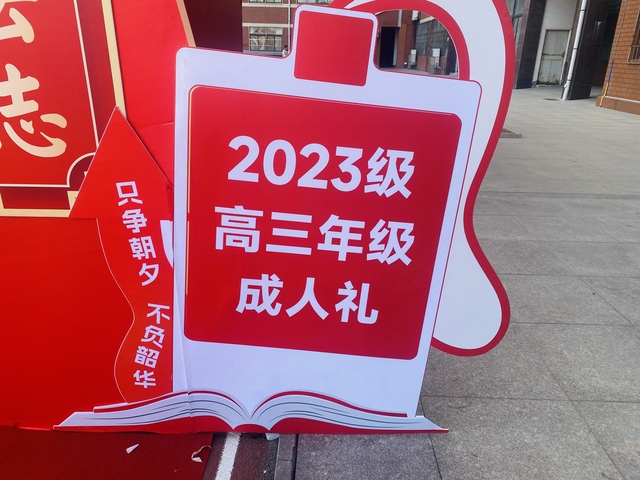 志
2023级
高三年级
成人礼
只争朝夕
不负韶华